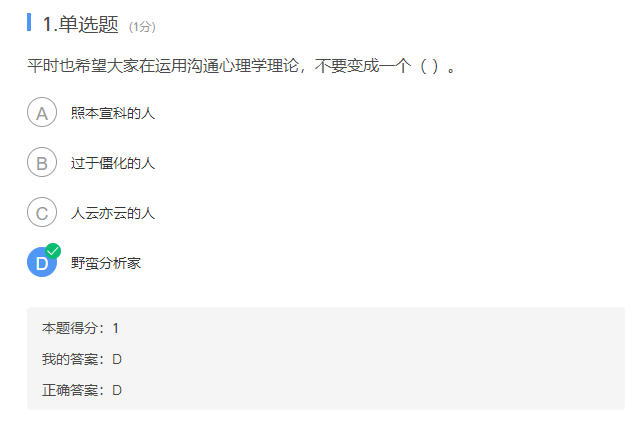 1.单选题 (1分)
平时也希望大家在运用沟通心理学理论，不要变成一个（ ）。
A 照本宣科的人
B 过于僵化的人
C 人云亦云的人
D 野蛮分析家
本题得分：1
我的答案：D
正确答案：D